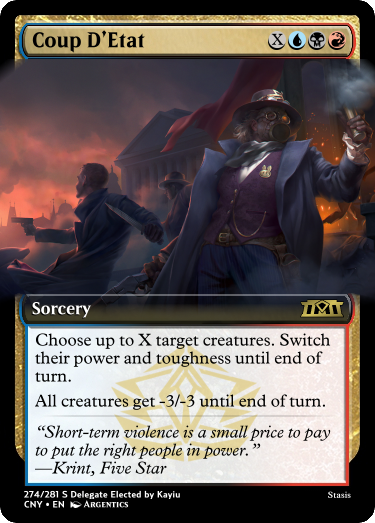 Coup D'Etat X
Sorcery
Choose up to X target creatures. Switch
their power and toughness until end of
turn.
All creatures get -3/-3 until end of turn.
“Short-term violence is a small price to pay
to put the right people in power.”
—Krint, Five Star
274/281 S Delegate Elected by Kayiu
Stasis
CNY • EN Argentics